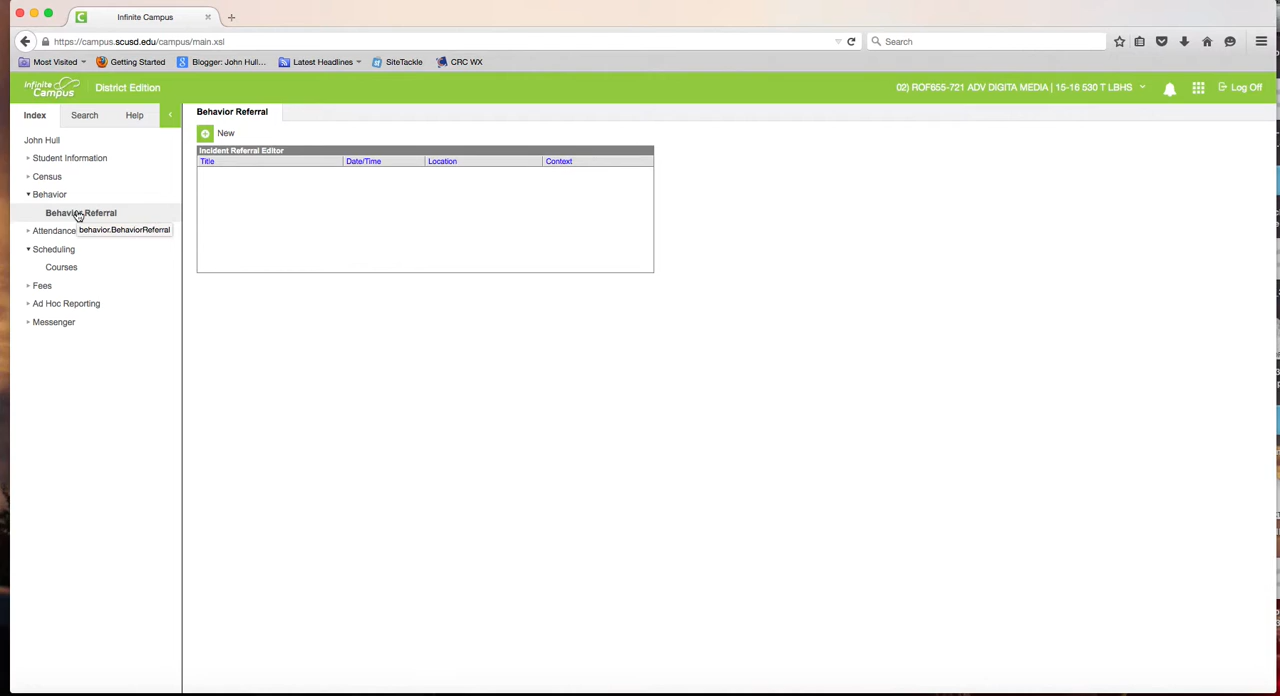 Infinite Campus
https://campus.scusd.edu/campus/main.xsl
Search
Most Visited
Getting Started
Blogger: John Hull...
Latest Headlines
SiteTackle
CRC WX
Infinite Campus
District Edition
02) ROF655-721 ADV DIGITA MEDIA | 15-16 530 T LBHS
Log Off
Index
Search
Help
Behavior Referral
New
Incident Referral Editor
Title
Date/Time
Location
Context
John Hull
Student Information
Census
Behavior
Behavior Referral
behavior.BehaviorReferral
Attendance
Scheduling
Courses
Fees
Ad Hoc Reporting
Messenger